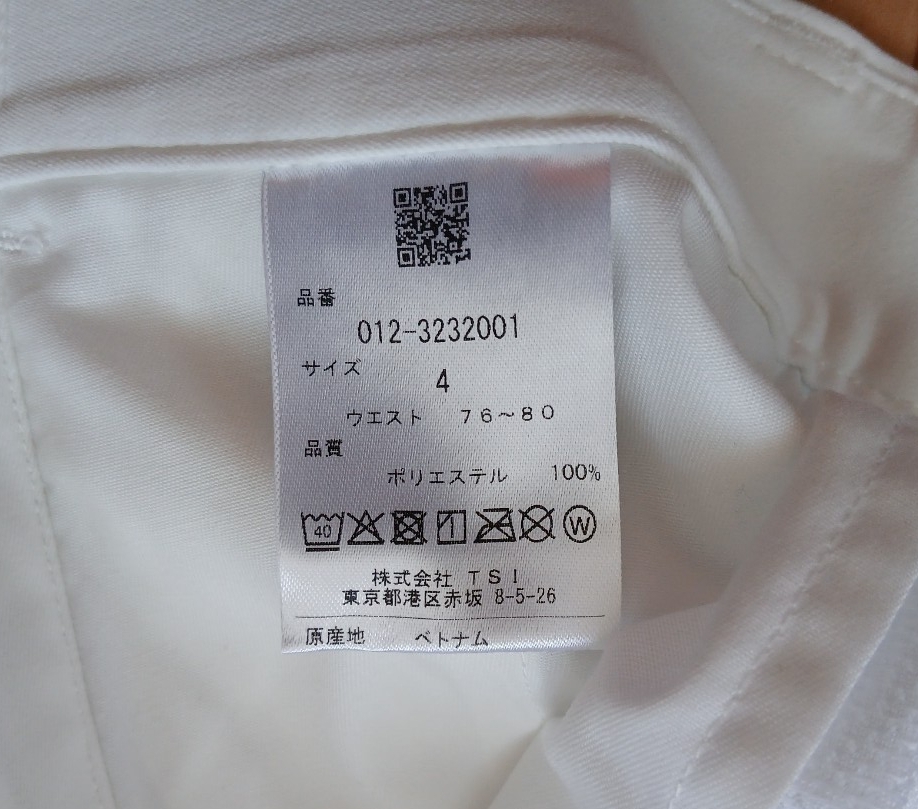 品番
012-3232001
サイズ
4
ウエスト 76~80
品質
ポリエステル 100%
40
W
株式会社 TSI
東京都港区赤坂 8-5-26
原産地 ベトナム